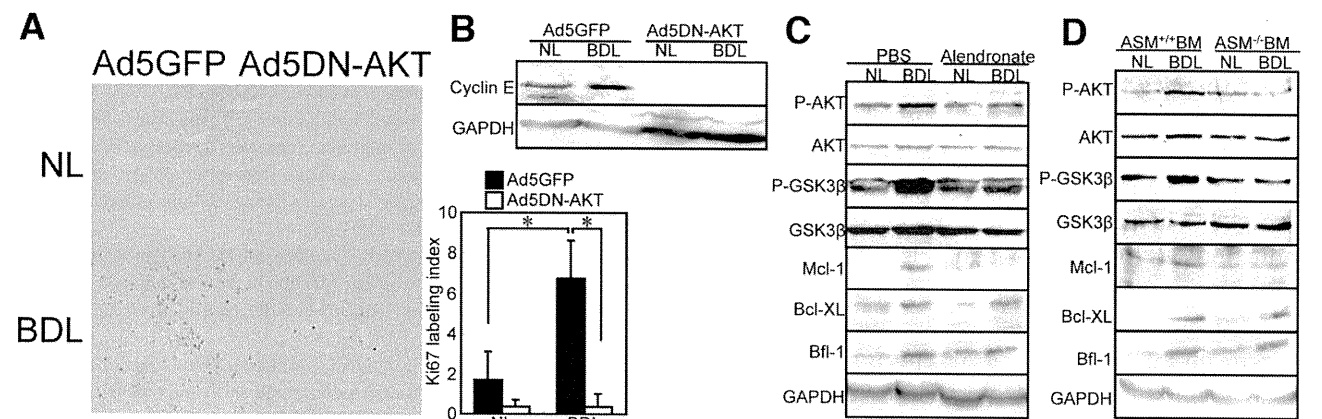 A
Ad5GFP Ad5DN-AKT
NL
BDL
B
Ad5GFP Ad5DN-AKT
NL BDL NL BDL
Cyclin E
GAPDH
Ad5GFP
Ad5DN-AKT
Ki67 labeling index
10
8
6
4
2
0
* *
C
PBS Alendronate
NL BDL NL BDL
P-AKT
AKT
P-GSK3β
GSK3β
Mcl-1
Bcl-XL
Bfl-1
GAPDH
D
ASM+/+BM ASM-/-BM
NL BDL NL BDL
P-AKT
AKT
P-GSK3β
GSK3β
Mcl-1
Bcl-XL
Bfl-1
GAPDH